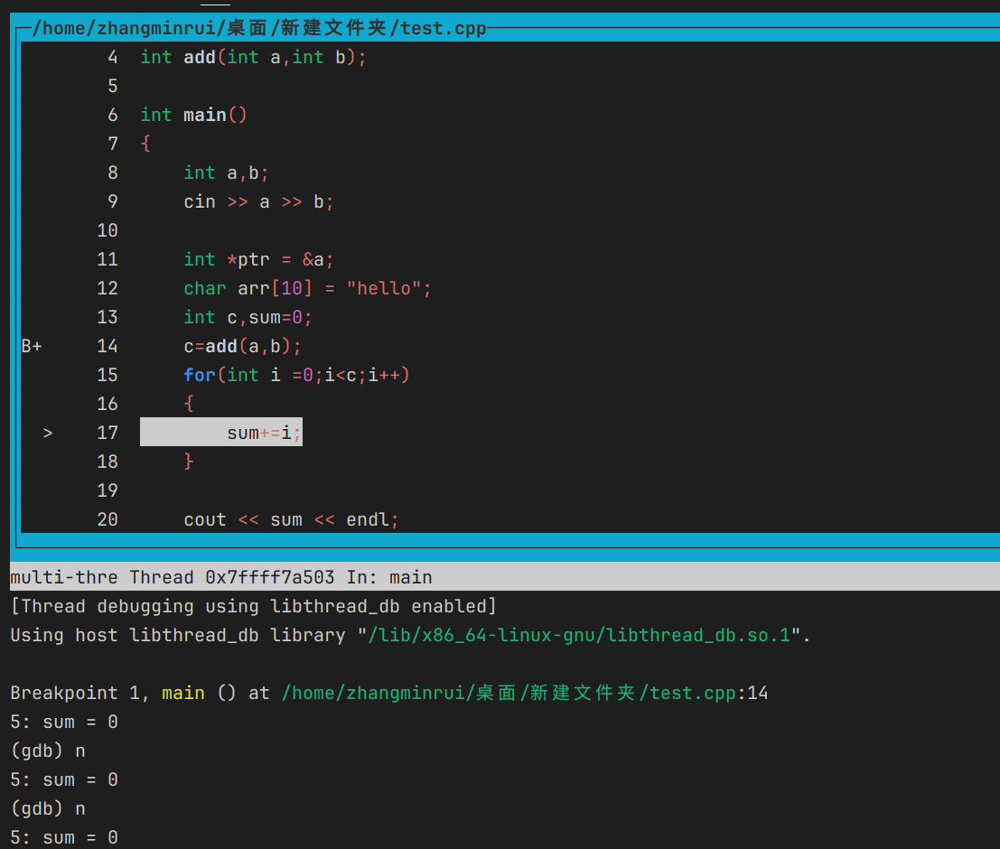 /home/zhangminrui/桌面/新建文件夹/test.cpp
4  int add(int a,int b);
5
6  int main()
7  {
8      int a,b;
9      cin >> a >> b;
10
11      int *ptr = &a;
12      char arr[10] = "hello";
13      int c,sum=0;
B+ 14      c=add(a,b);
15      for(int i =0;i<c;i++)
16      {
> 17          sum+=i;
18      }
19
20      cout << sum << endl;
multi-thre Thread 0x7ffff7a503 In: main
[Thread debugging using libthread_db enabled]
Using host libthread_db library "/lib/x86_64-linux-gnu/libthread_db.so.1".
Breakpoint 1, main () at /home/zhangminrui/桌面/新建文件夹/test.cpp:14
5: sum = 0
(gdb) n
5: sum = 0
(gdb) n
5: sum = 0